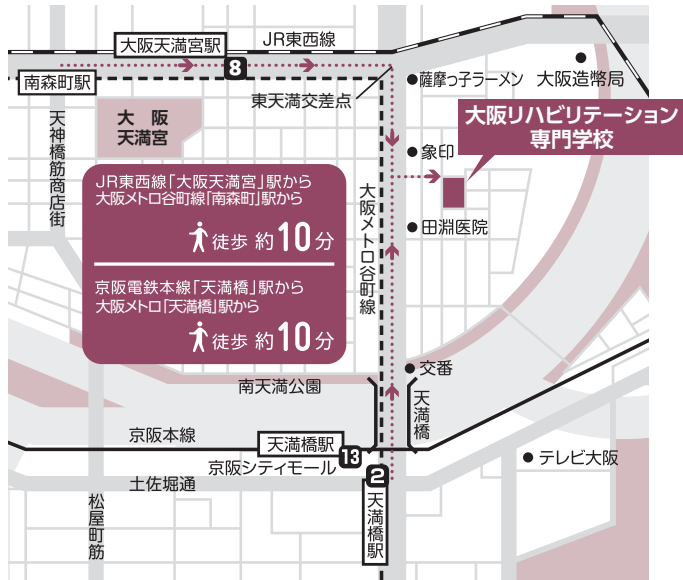 大阪天満宮駅
JR東西線
南森町駅
8
東天満交差点
薩摩っ子ラーメン
大阪造幣局
大阪リハビリテーション
専門学校
大阪
天満宮
天神橋筋商店街
象印
JR東西線「大阪天満宮」駅から
大阪メトロ谷町線「南森町」駅から
徒歩 約10分
京阪電鉄本線「天満橋」駅から
大阪メトロ「天満橋」駅から
徒歩 約10分
大阪メトロ谷町線
田淵医院
交番
南天満公園
天満橋
京阪本線
天満橋駅
13
京阪シティモール
2
テレビ大阪
土佐堀通
天満橋駅
松屋町筋